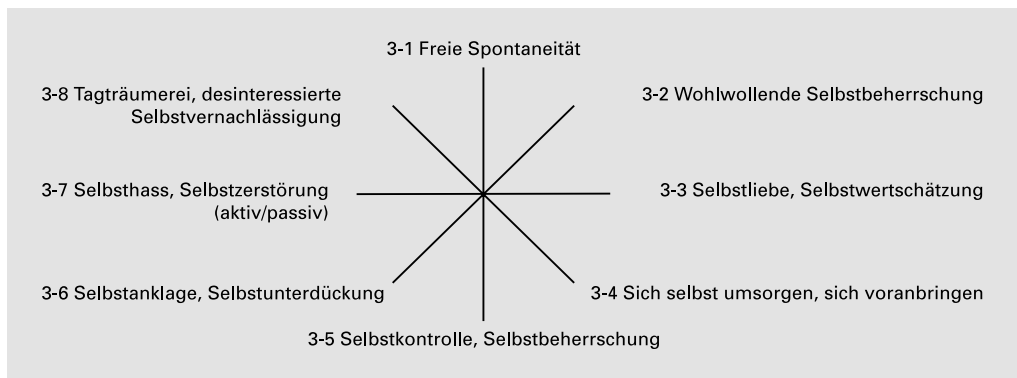 3-1 Freie Spontaneität
3-8 Tagträumerei, desinteressierte
Selbstvernachlässigung
3-2 Wohlwollende Selbstbeherrschung
3-7 Selbsthass, Selbstzerstörung
(aktiv/passiv)
3-3 Selbstliebe, Selbstwertschätzung
3-6 Selbstanklage, Selbstunterdückung
3-4 Sich selbst umsorgen, sich voranbringen
3-5 Selbstkontrolle, Selbstbeherrschung